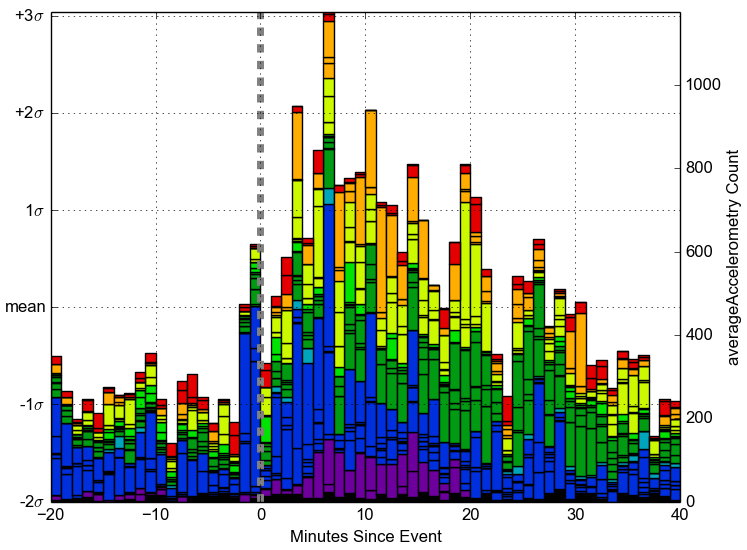 +3σ
+2σ
1σ
mean
-1σ
-2σ
1000
800
600
400
200
0
averageAccelerometry Count
−20 −10 0 10 20 30 40
Minutes Since Event